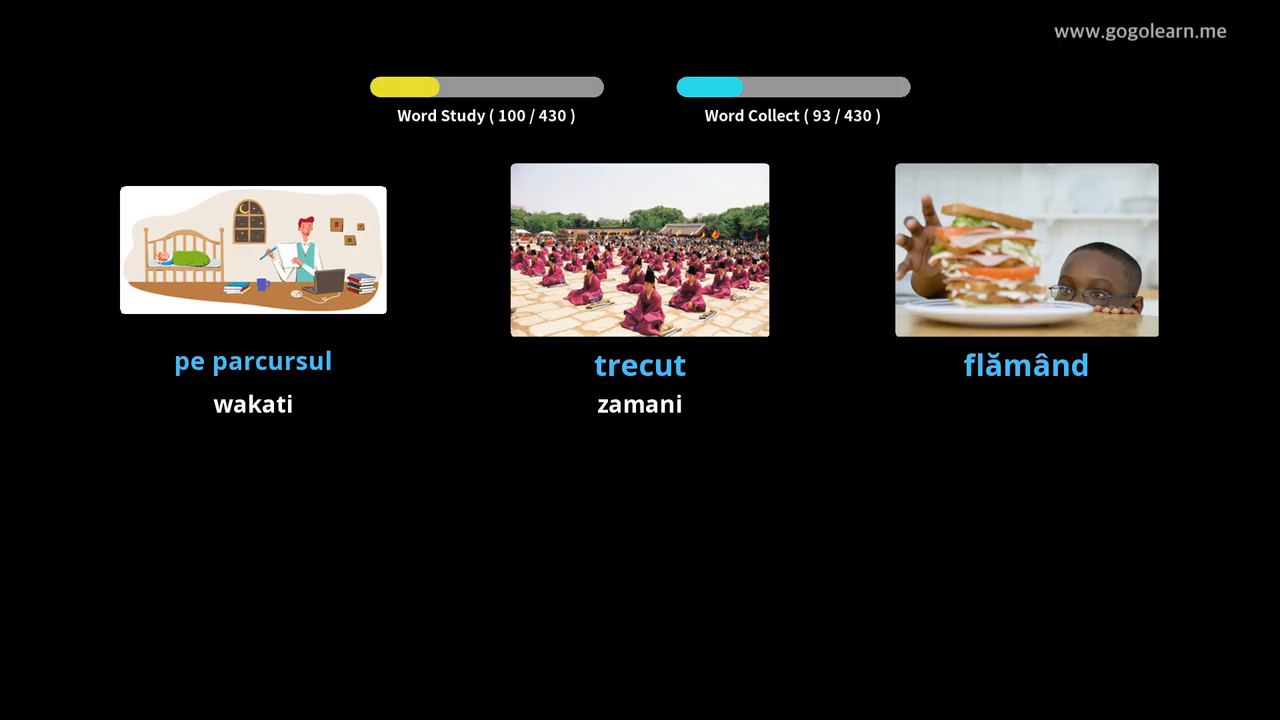 www.gogolearn.me
Word Study ( 100 / 430 )
Word Collect ( 93 / 430 )
pe parcursul
wakati
trecut
zamani
flămând